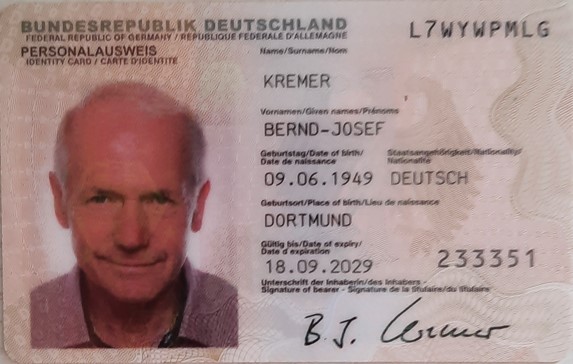 BUNDESREPUBLIK DEUTSCHLAND
FEDERAL REPUBLIC OF GERMANY / REPUBLIQUE FEDERALE D'ALLEMAGNE
PERSONALAUSWEIS
IDENTITY CARD / CARTE D'IDENTITÉ
L7WYWPMLG
Name/Surname/Nom
KREMER
Vornamen/Given names/Prénoms
BERND-JOSEF
Geburtstag/Date of birth/
Date de naissance
Staatsangehörigkeit/Nationality/
Nationalité
09.06.1949 DEUTSCH
Geburtsort/Place of birth/Lieu de naissance
DORTMUND
Gültig bis/Date of expiry/
Date d'expiration
18.09.2029
233351
Unterschrift der Inhaberin/des Inhabers -
Signature of bearer - Signature de la titulaire/du titulaire
B. J. Kremer